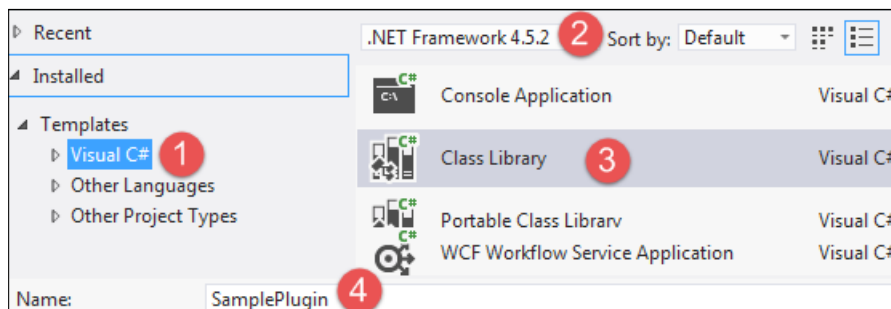 Recent
.NET Framework 4.5.2 2 Sort by: Default
Installed
C#
C:\ Console Application Visual C#
Templates
Visual C# 1
C# Class Library 3 Visual C#
Other Languages
Other Project Types
C# Portable Class Library Visual C#
C# WCF Workflow Service Application Visual C#
Name: SamplePlugin 4